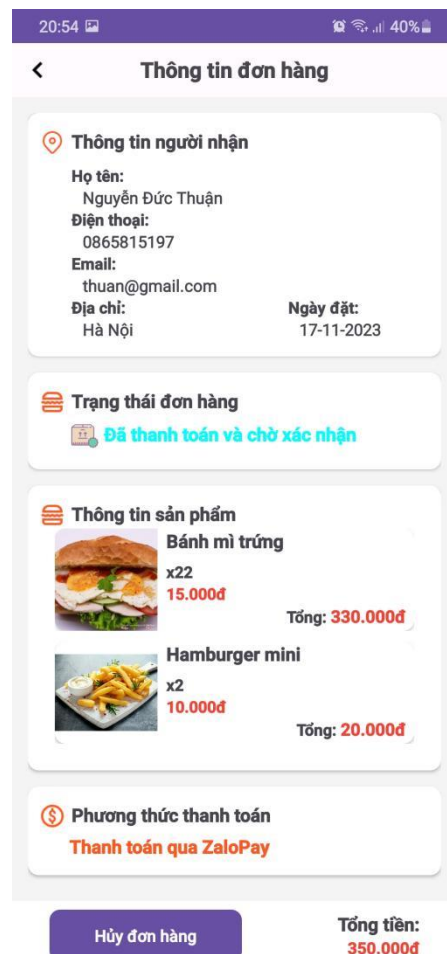 20:54 40%
Thông tin đơn hàng
Thông tin người nhận
Họ tên:
Nguyễn Đức Thuận
Điện thoại:
0865815197
Email:
thuan@gmail.com
Địa chỉ: Ngày đặt:
Hà Nội 17-11-2023
Trạng thái đơn hàng
Đã thanh toán và chờ xác nhận
Thông tin sản phẩm
Bánh mì trứng
x22
15.000đ
Tổng: 330.000đ
Hamburger mini
x2
10.000đ
Tổng: 20.000đ
Phương thức thanh toán
Thanh toán qua ZaloPay
Hủy đơn hàng
Tổng tiền:
350.000đ